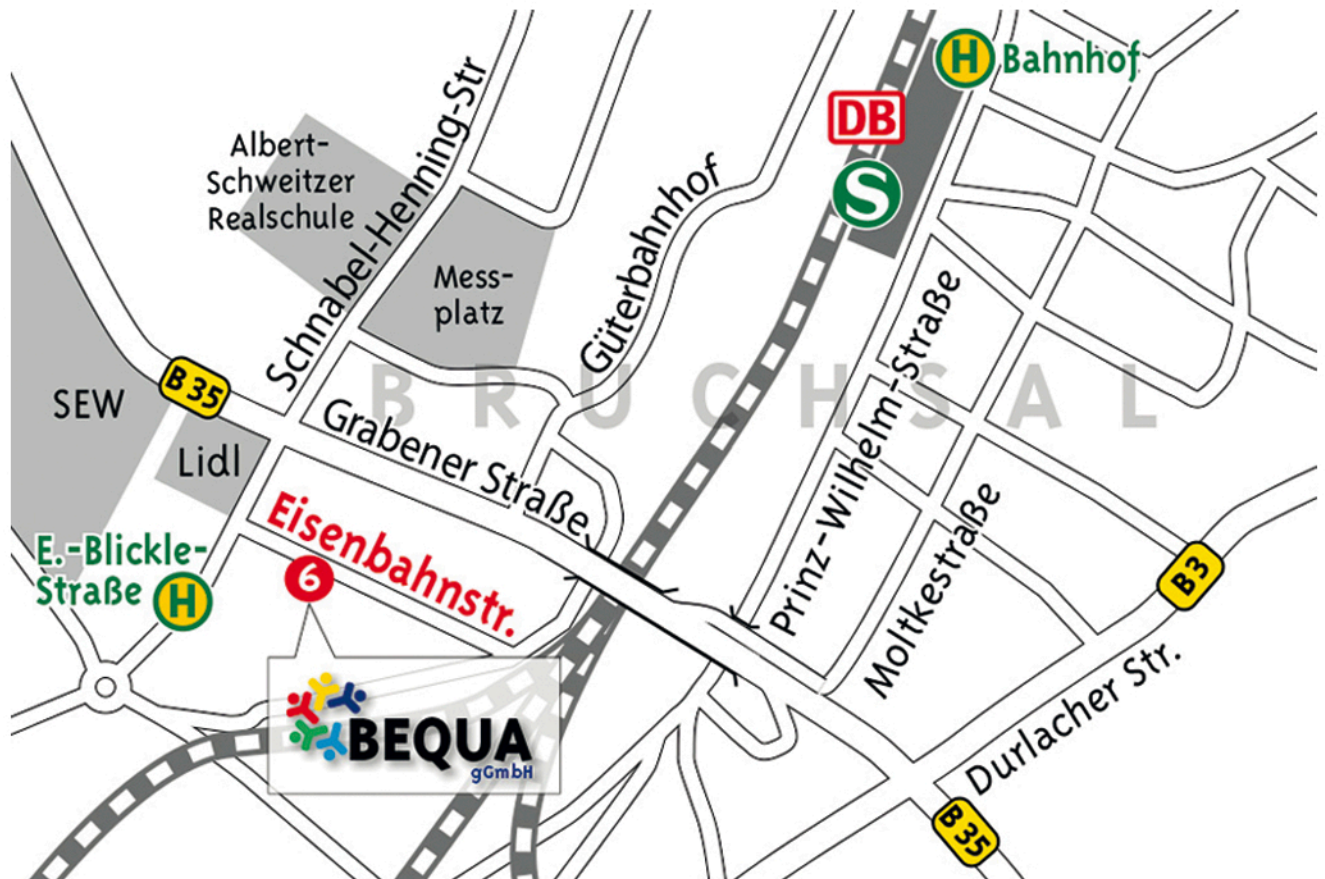 H Bahnhof
DB
S
Albert-
Schweitzer
Realschule
Schnabel-Henning-Str
Mess-
platz
Güterbahnhof
BRUCHSAL
SEW
B 35
Lidl
Grabener Straße
Prinz-Wilhelm-Straße
Moltkestraße
Eisenbahnstr.
6
E.-Blickle-
Straße H
B3
Durlacher Str.
B 35
BEQUA
gGmbH